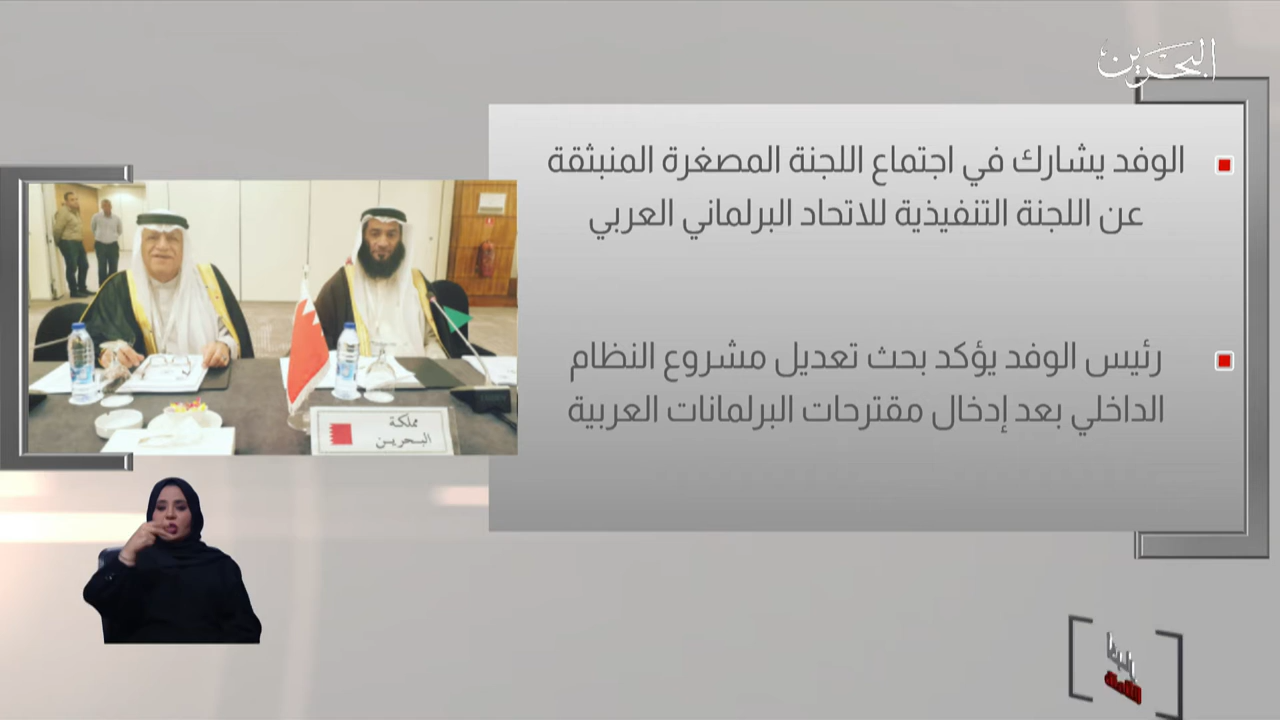 البحرين
الوفد يشارك في اجتماع اللجنة المصغرة المنبثقة
عن اللجنة التنفيذية للاتحاد البرلماني العربي
رئيس الوفد يؤكد بحث تعديل مشروع النظام
الداخلي بعد إدخال مقترحات البرلمانات العربية
مملكة
البحرين